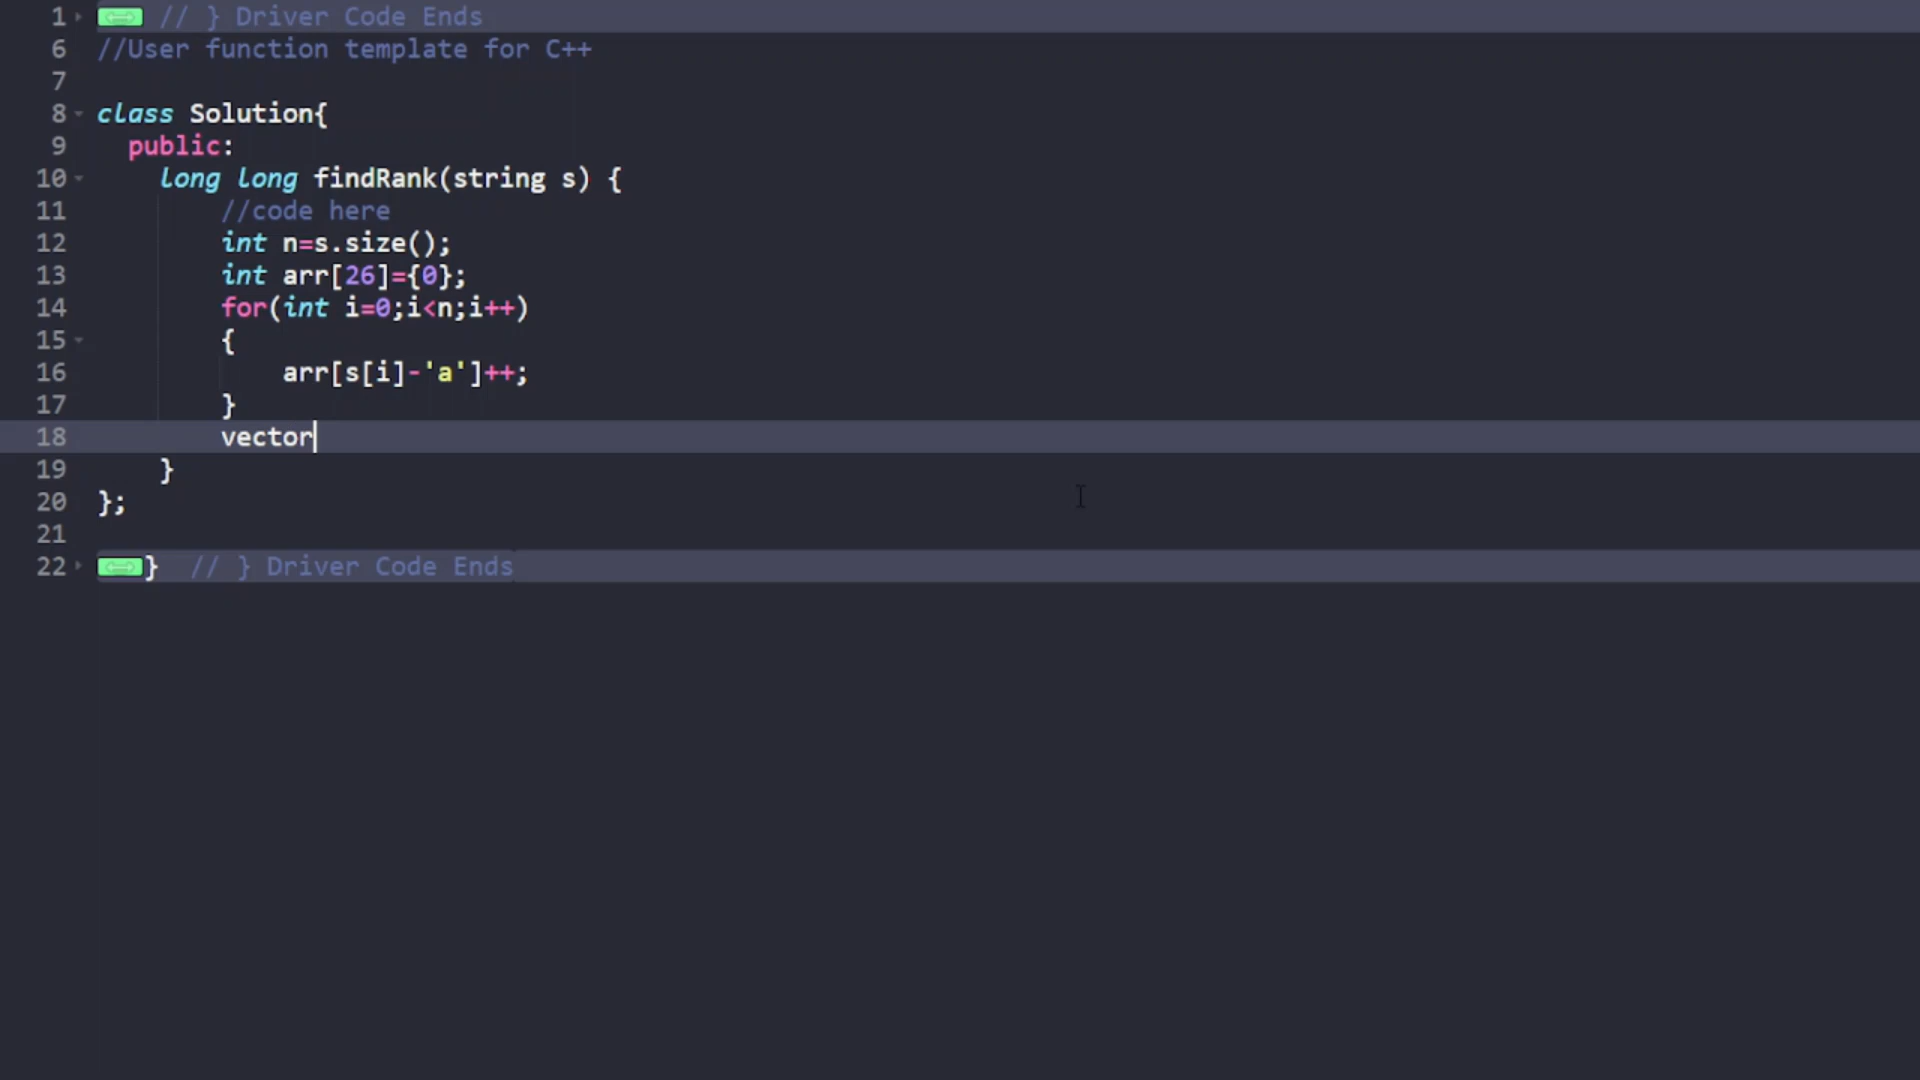 1 // } Driver Code Ends
6 //User function template for C++
7
8 class Solution{
9 public:
10 long long findRank(string s) {
11 //code here
12 int n=s.size();
13 int arr[26]={0};
14 for(int i=0;i<n;i++)
15 {
16 arr[s[i]-'a']++;
17 }
18 vector
19 }
20 };
21
22 } // } Driver Code Ends